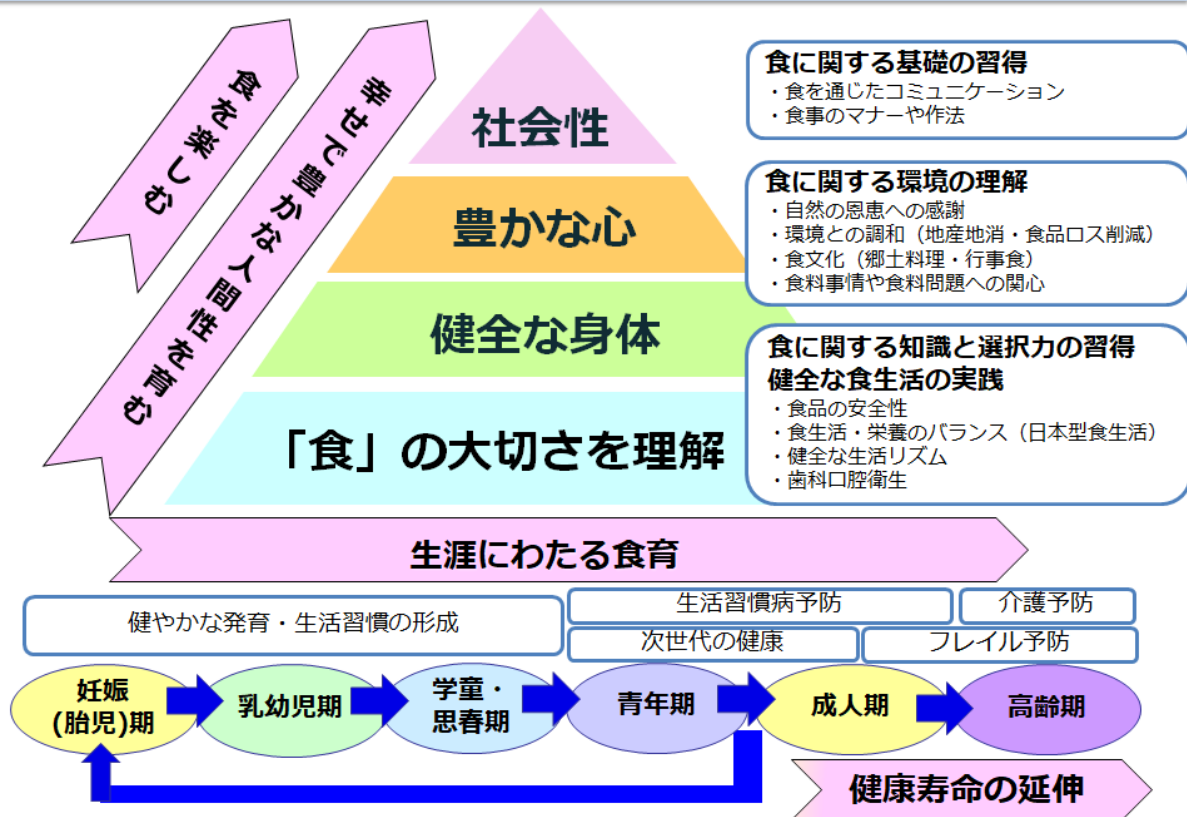 食を楽しむ
幸せで豊かな人間性を育む
社会性
豊かな心
健全な身体
「食」の大切さを理解
食に関する基礎の習得
・食を通じたコミュニケーション
・食事のマナーや作法
食に関する環境の理解
・自然の恩恵への感謝
・環境との調和（地産地消・食品ロス削減）
・食文化（郷土料理・行事食）
・食料事情や食料問題への関心
食に関する知識と選択力の習得
健全な食生活の実践
・食品の安全性
・食生活・栄養のバランス（日本型食生活）
・健全な生活リズム
・歯科口腔衛生
生涯にわたる食育
健やかな発育・生活習慣の形成
生活習慣病予防
介護予防
次世代の健康
フレイル予防
妊娠
(胎児)期
乳幼児期
学童・
思春期
青年期
成人期
高齢期
健康寿命の延伸